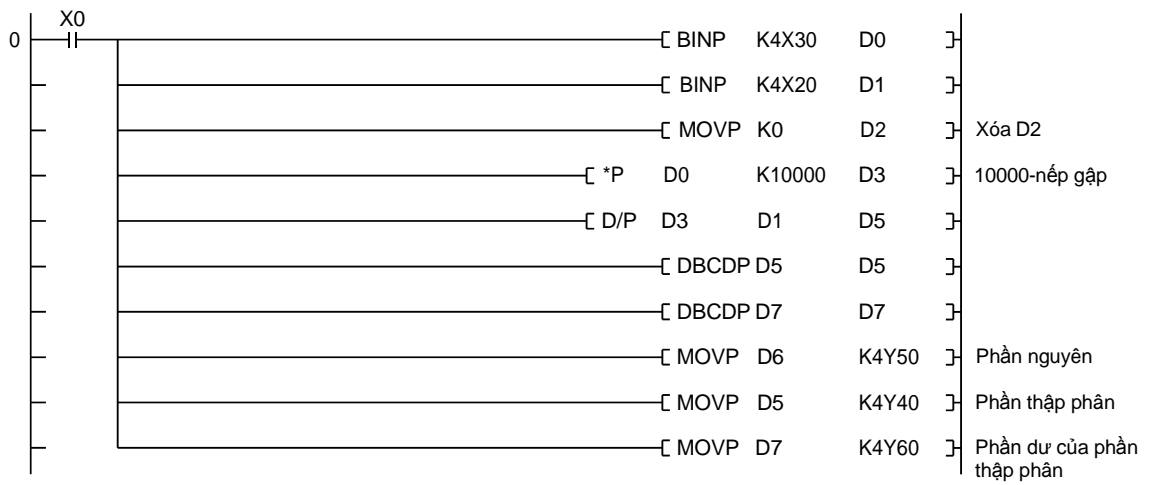 X0
0 BINP K4X30 D0
BINP K4X20 D1
MOVP K0 D2 Xóa D2
*P D0 K10000 D3 10000-nếp gập
D/P D3 D1 D5
DBCDP D5 D5
DBCDP D7 D7
MOVP D6 K4Y50 Phần nguyên
MOVP D5 K4Y40 Phần thập phân
MOVP D7 K4Y60 Phần dư của phần
thập phân